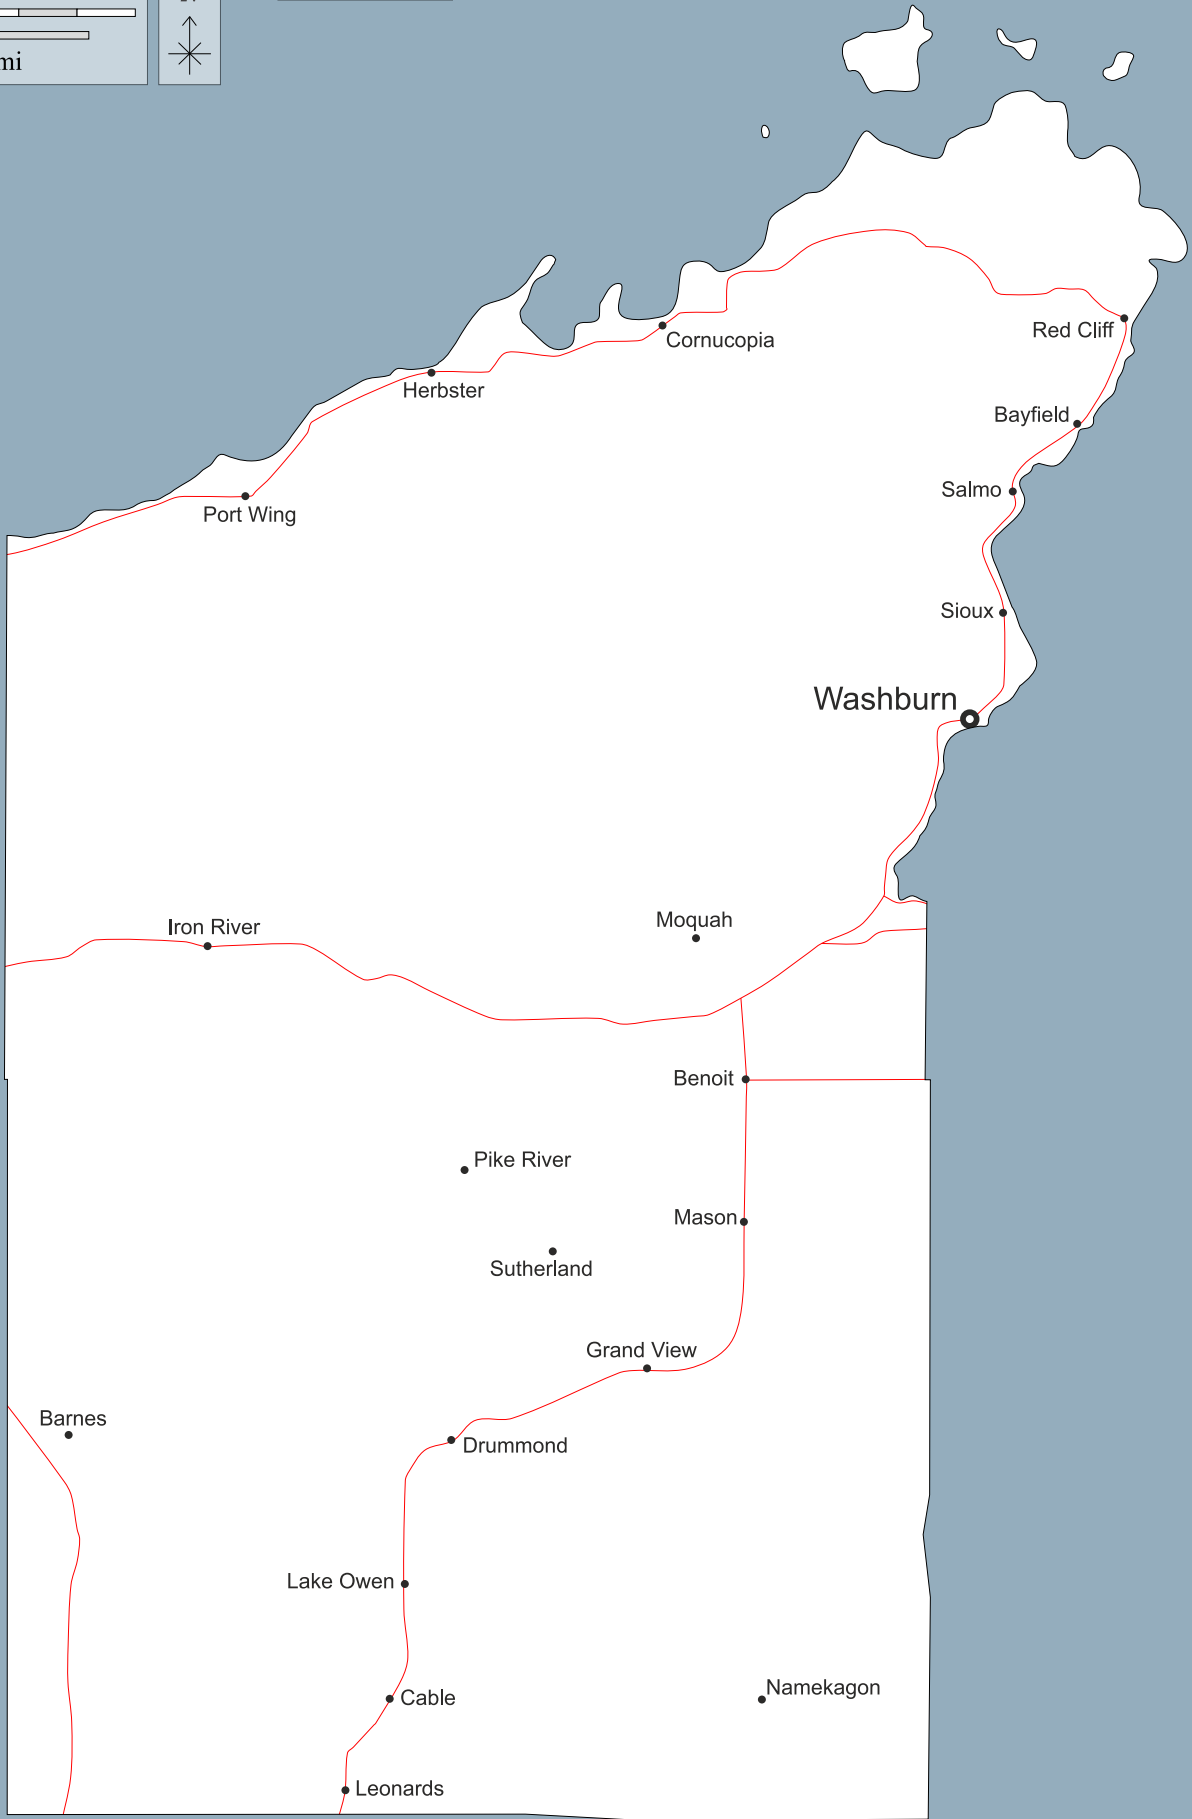 mi
Cornucopia
Red Cliff
Herbster
Bayfield
Salmo
Port Wing
Sioux
Washburn
Moquah
Iron River
Benoit
Pike River
Mason
Sutherland
Grand View
Barnes
Drummond
Lake Owen
Namekagon
Cable
Leonards